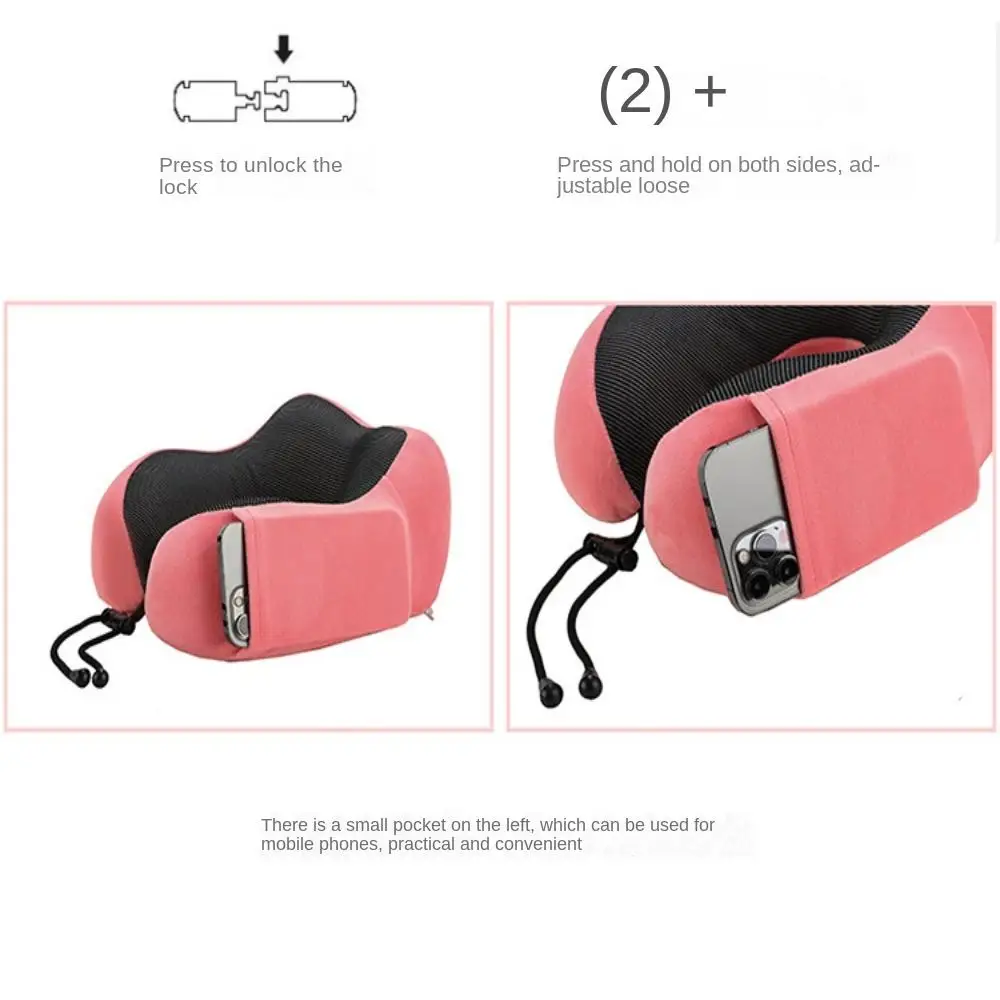 (2) +
Press to unlock the
lock
Press and hold on both sides, ad-
justable loose
There is a small pocket on the left, which can be used for
mobile phones, practical and convenient